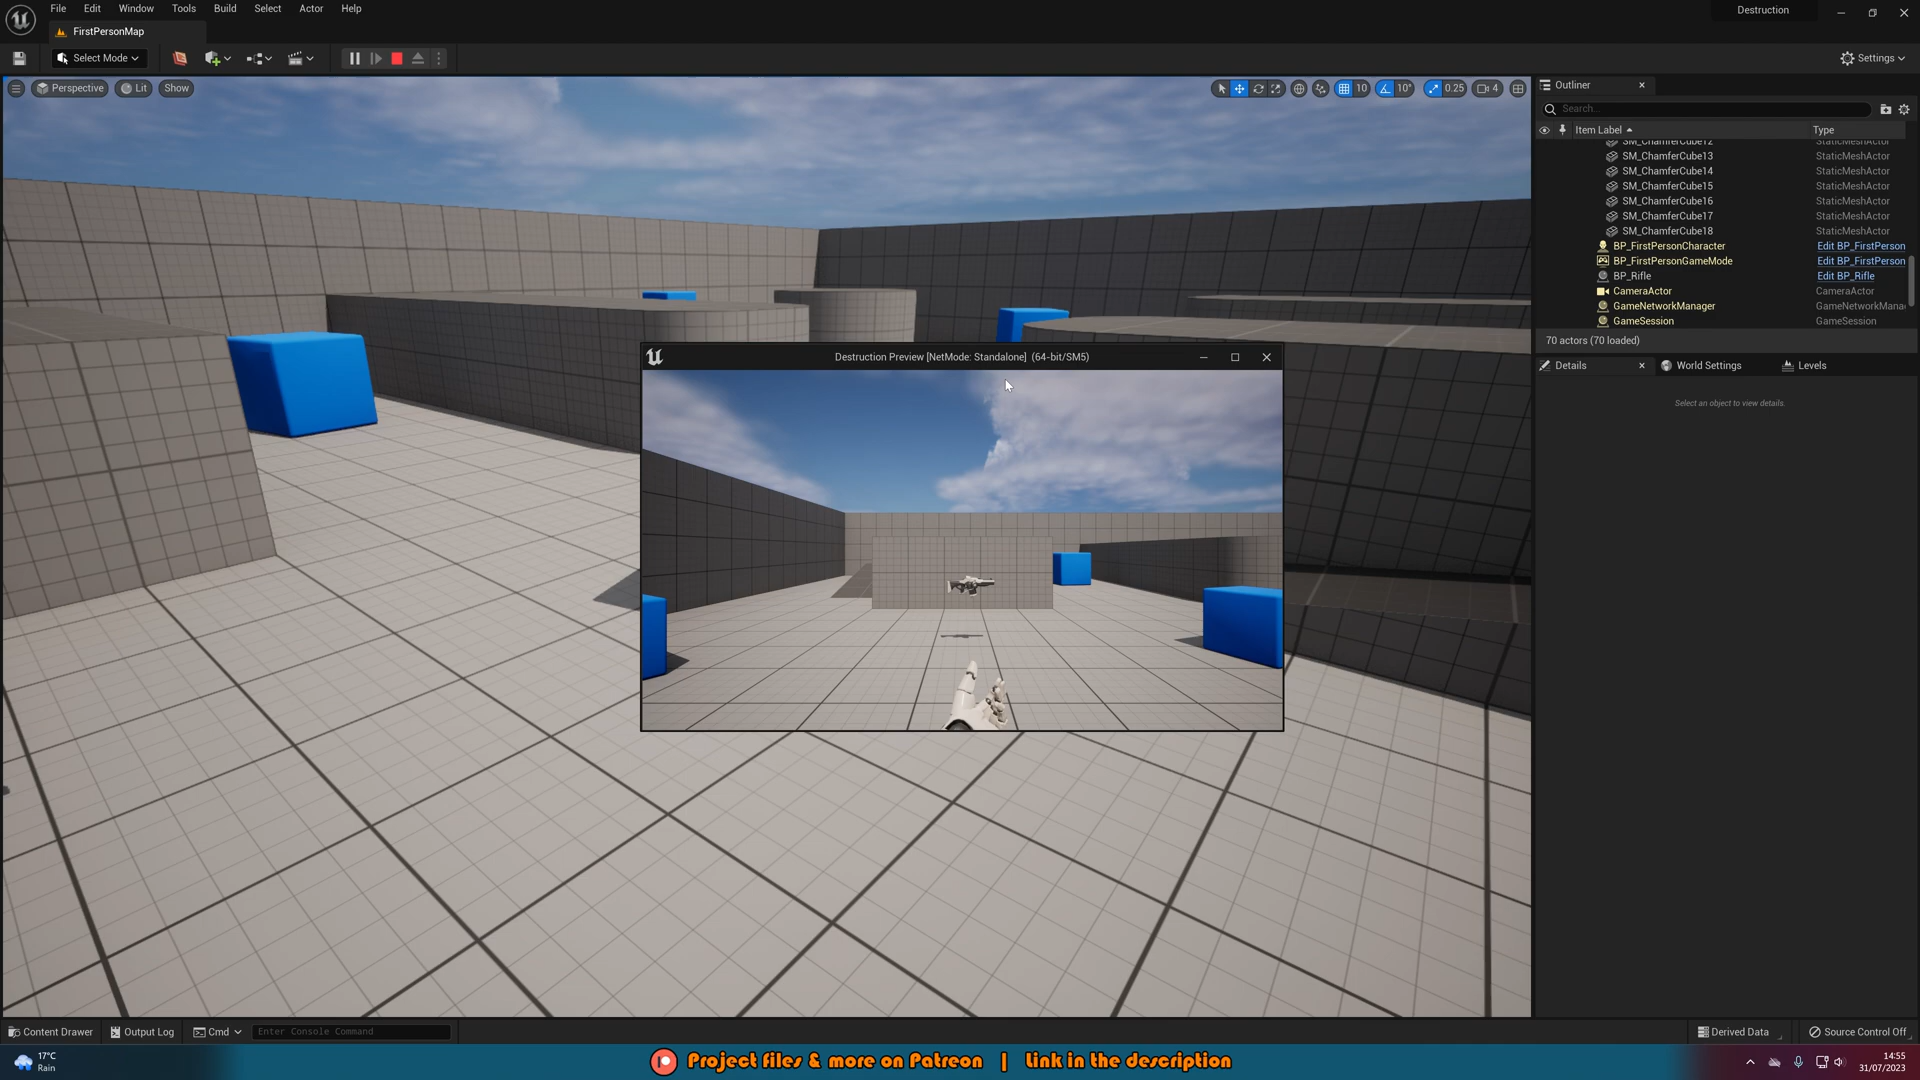 File Edit Window Tools Build Select Actor Help
Destruction
FirstPersonMap
Select Mode
Settings
Perspective Lit Show
10 10° 0.25 4
Outliner
Search...
Item Label Type
SM_ChamferCube12 StaticMeshActor
SM_ChamferCube13 StaticMeshActor
SM_ChamferCube14 StaticMeshActor
SM_ChamferCube15 StaticMeshActor
SM_ChamferCube16 StaticMeshActor
SM_ChamferCube17 StaticMeshActor
SM_ChamferCube18 StaticMeshActor
BP_FirstPersonCharacter Edit BP_FirstPerson
BP_FirstPersonGameMode Edit BP_FirstPerson
BP_Rifle Edit BP_Rifle
CameraActor CameraActor
GameNetworkManager GameNetworkMana
GameSession GameSession
70 actors (70 loaded)
Details World Settings Levels
Select an object to view details.
Destruction Preview [NetMode: Standalone] (64-bit/SM5)
Content Drawer Output Log Cmd Enter Console Command
Derived Data Source Control Off
17°C
Rain
Project files & more on Patreon | Link in the description
14:55
31/07/2023